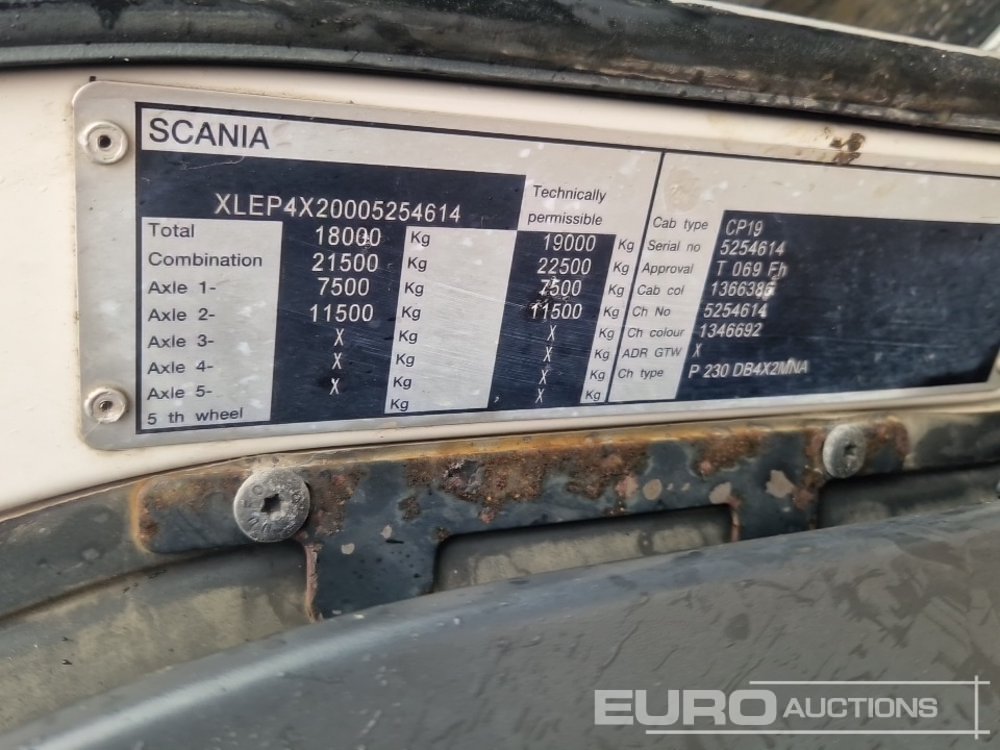 SCANIA
XLEP4X20005254614
Technically
permissible
Total 18000 Kg 19000 Kg
Combination 21500 Kg 22500 Kg
Axle 1- 7500 Kg 7500 Kg
Axle 2- 11500 Kg 11500 Kg
Axle 3- X Kg X Kg
Axle 4- X Kg X Kg
Axle 5- X Kg X Kg
5 th wheel Kg X Kg
Cab type CP19
Serial no 5254614
Approval T 069 Fh
Cab col 1366386
Ch No 5254614
Ch colour 1346692
ADR GTW X
Ch type P 230 DB4X2MNA
EURO AUCTIONS